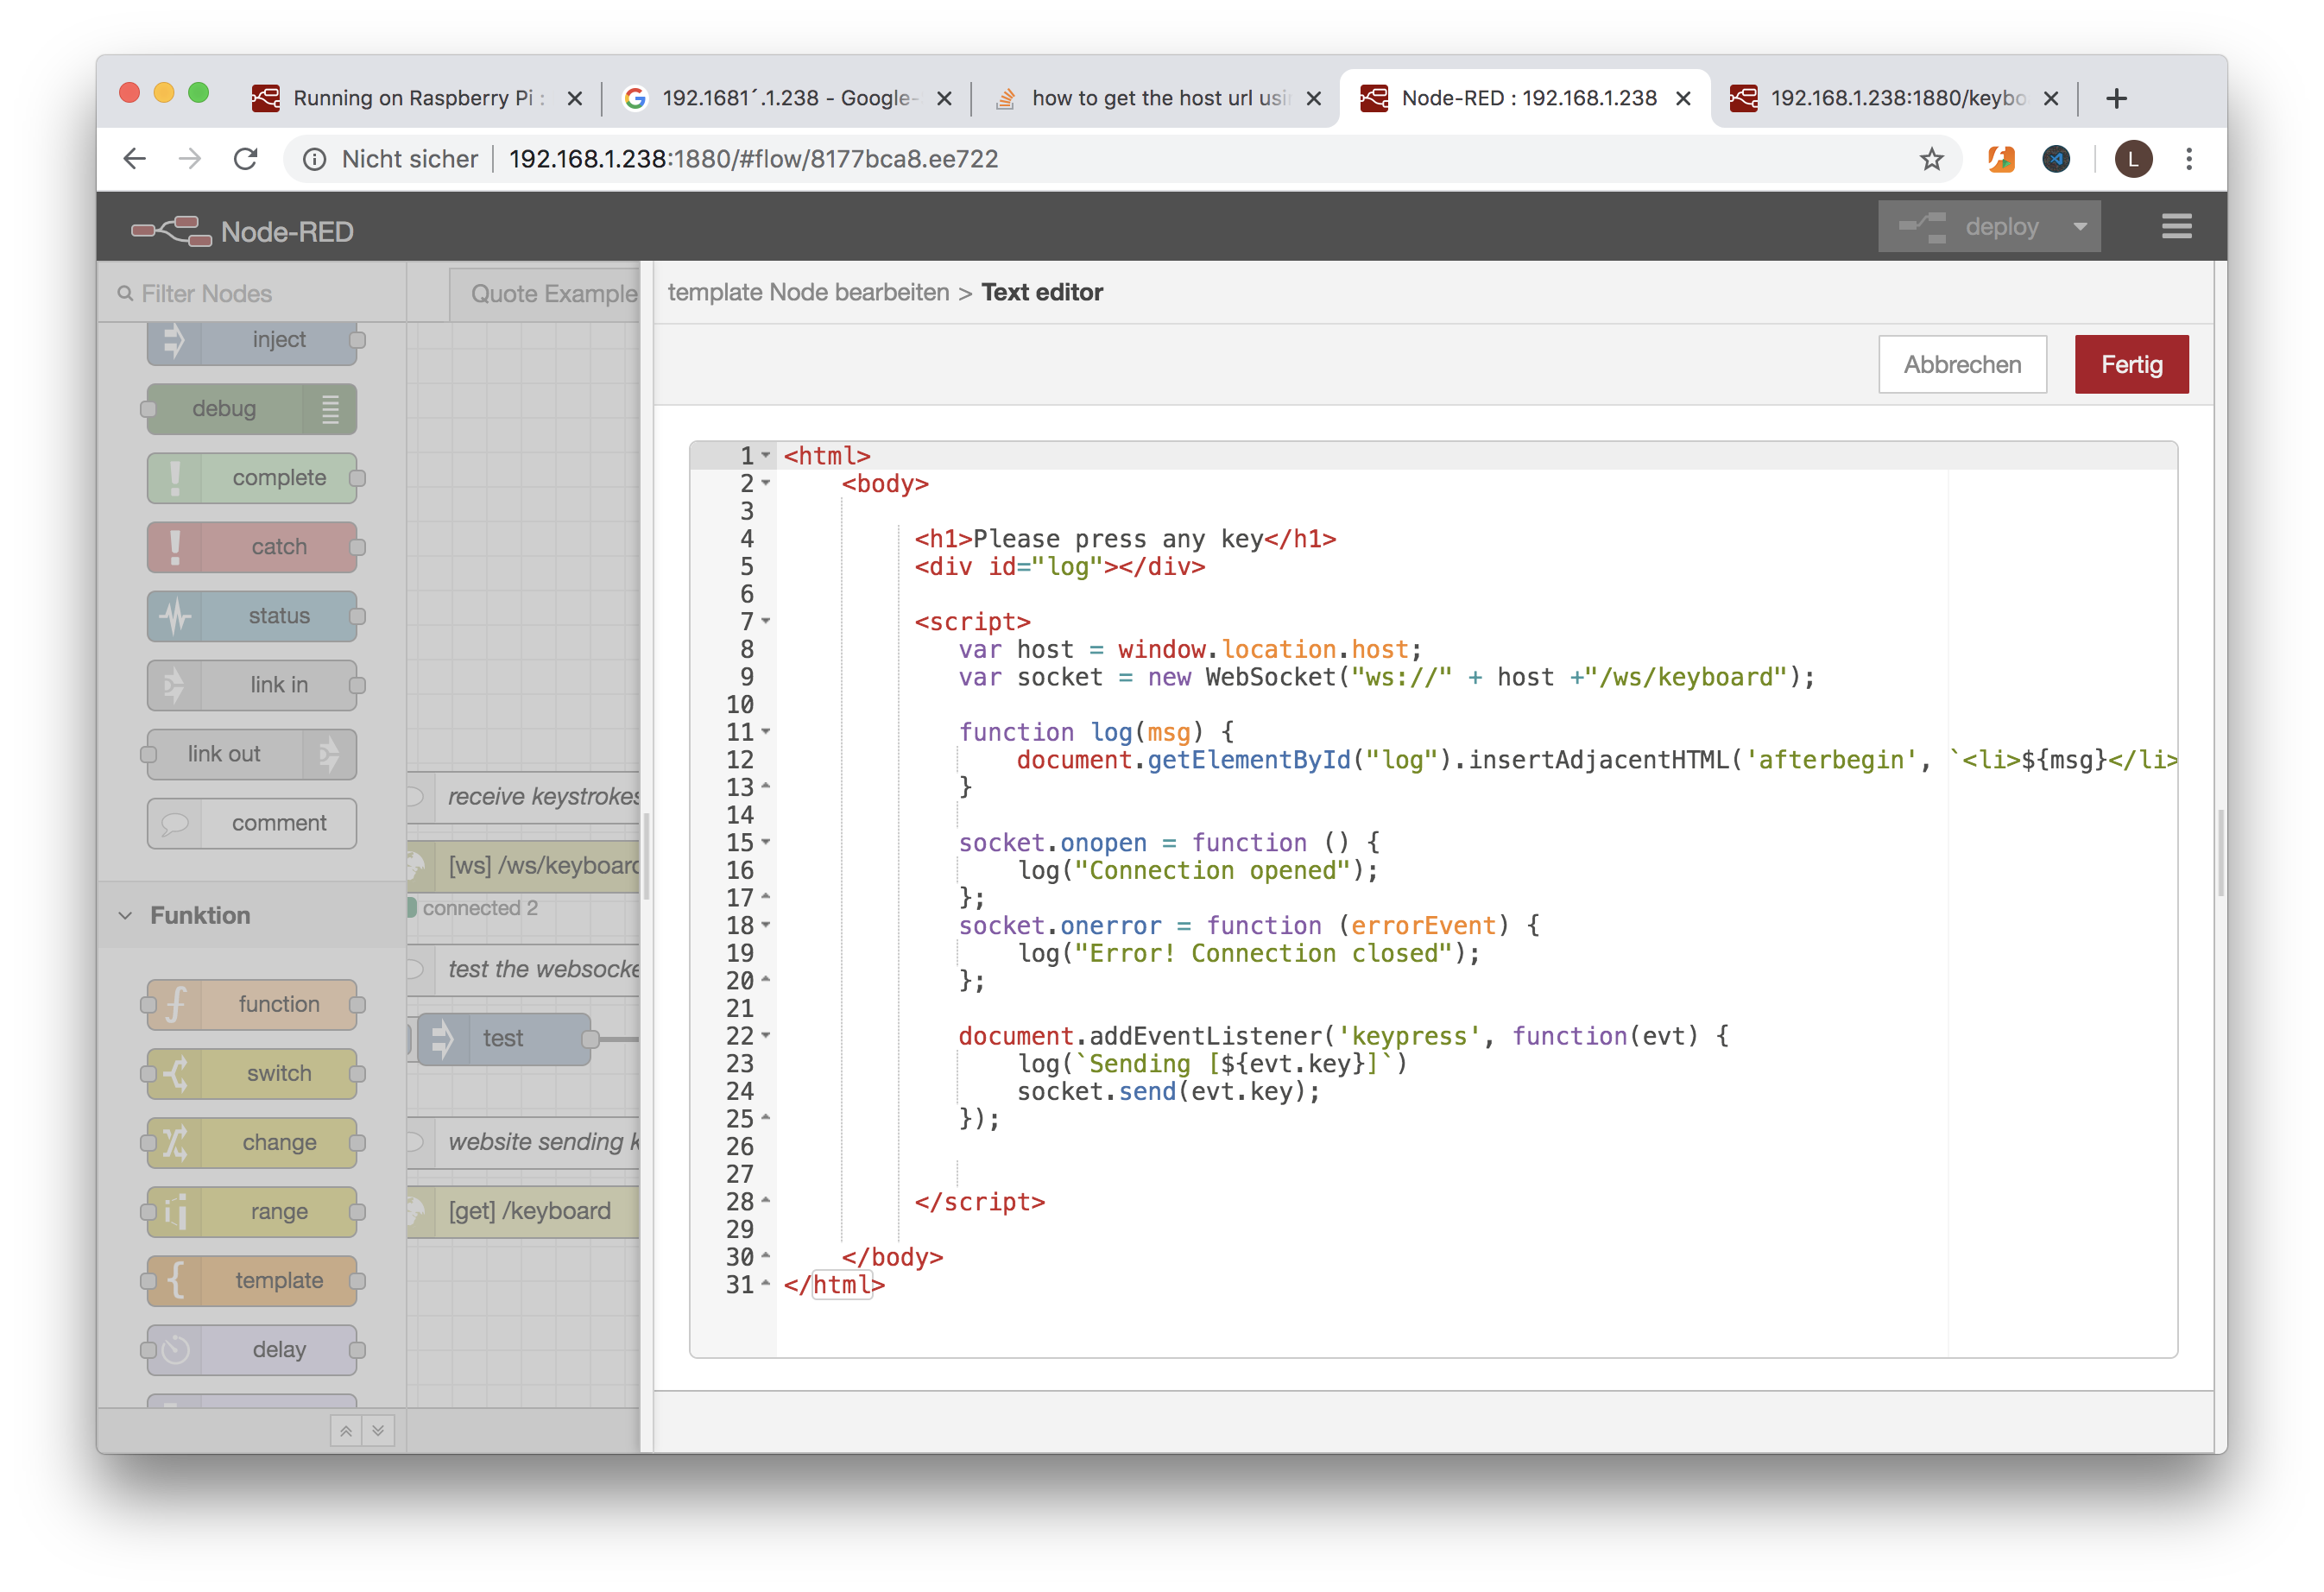 Running on Raspberry Pi :
192.1681´.1.238 - Google-
how to get the host url usi
Node-RED : 192.168.1.238
192.168.1.238:1880/keybo
Nicht sicher
192.168.1.238:1880/#flow/8177bca8.ee722
L
Node-RED
deploy
Filter Nodes
inject
debug
complete
catch
status
link in
link out
comment
Funktion
function
switch
change
range
template
delay
Quote Example
receive keystrokes
[ws] /ws/keyboard
connected 2
test the websocke
test
website sending k
[get] /keyboard
template Node bearbeiten > Text editor
Abbrechen
Fertig
1 <html>
2 <body>
3
4 <h1>Please press any key</h1>
5 <div id="log"></div>
6
7 <script>
8 var host = window.location.host;
9 var socket = new WebSocket("ws://" + host +"/ws/keyboard");
10
11 function log(msg) {
12 document.getElementById("log").insertAdjacentHTML('afterbegin', `<li>${msg}</li>
13 }
14
15 socket.onopen = function () {
16 log("Connection opened");
17 };
18 socket.onerror = function (errorEvent) {
19 log("Error! Connection closed");
20 };
21
22 document.addEventListener('keypress', function(evt) {
23 log(`Sending [${evt.key}]`)
24 socket.send(evt.key);
25 });
26
27
28 </script>
29
30 </body>
31 </html>